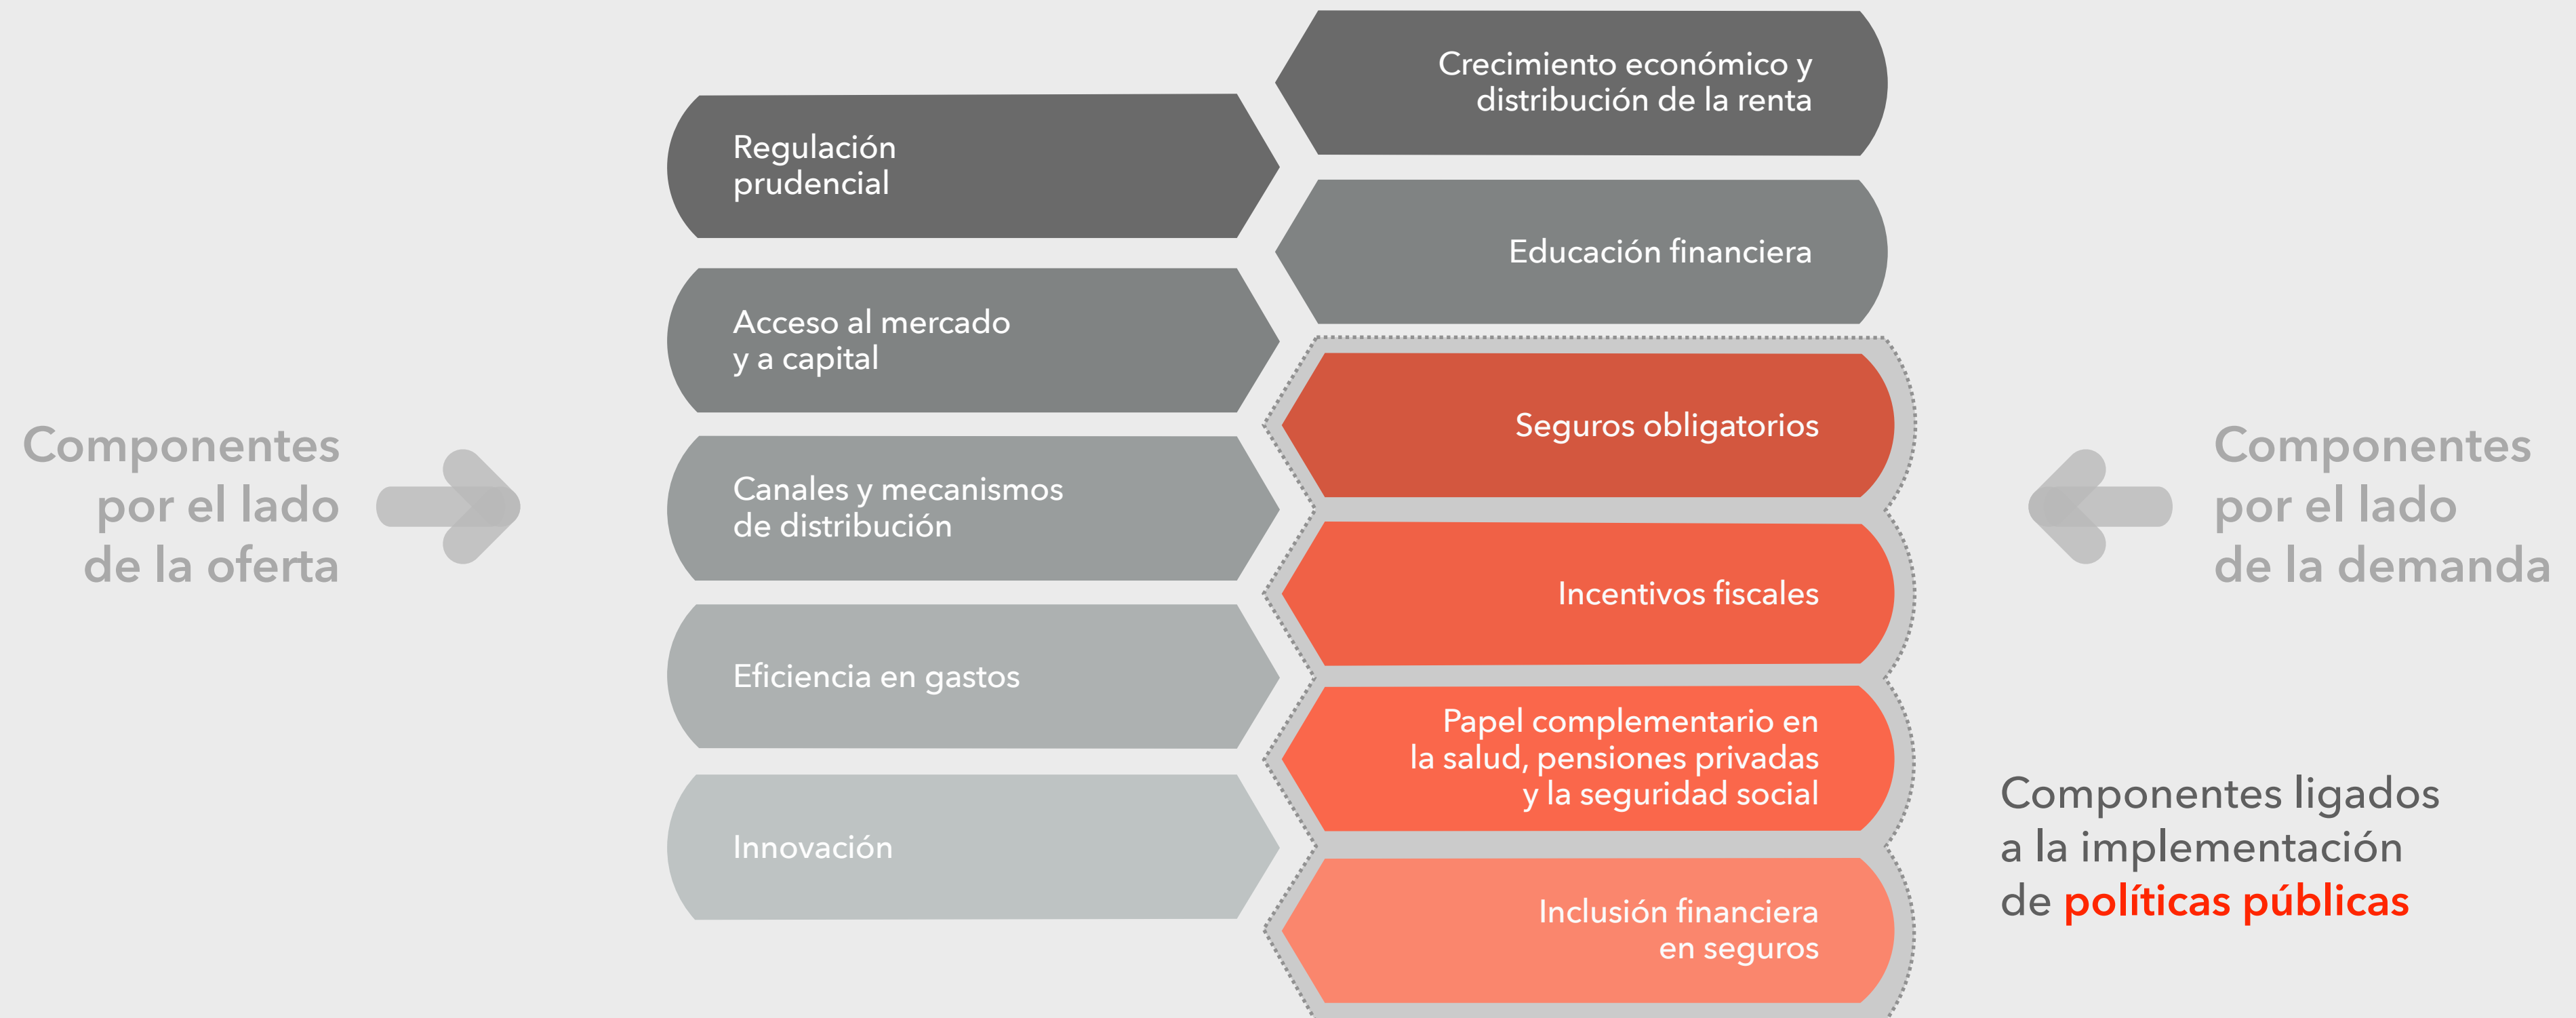 Componentes
por el lado
de la oferta
Regulación
prudencial
Acceso al mercado
y a capital
Canales y mecanismos
de distribución
Eficiencia en gastos
Innovación
Crecimiento económico y
distribución de la renta
Educación financiera
Seguros obligatorios
Incentivos fiscales
Papel complementario en
la salud, pensiones privadas
y la seguridad social
Inclusión financiera
en seguros
Componentes
por el lado
de la demanda
Componentes ligados
a la implementación
de políticas públicas